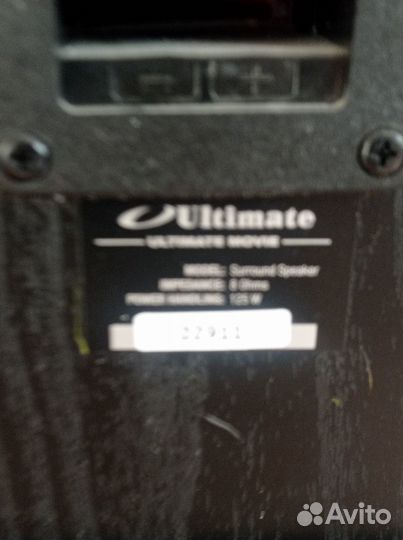 - +
Ultimate
ULTIMATE MOVIE
MODEL: Surround Speaker
IMPEDANCE: 8 Ohms
POWER HANDLING: 125 W
22911
Avito